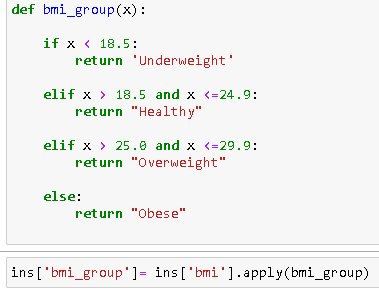 def bmi_group(x):
    if x < 18.5:
        return 'Underweight'
    elif x > 18.5 and x <=24.9:
        return "Healthy"
    elif x > 25.0 and x <=29.9:
        return "Overweight"
    else:
        return "Obese"
ins['bmi_group']= ins['bmi'].apply(bmi_group)